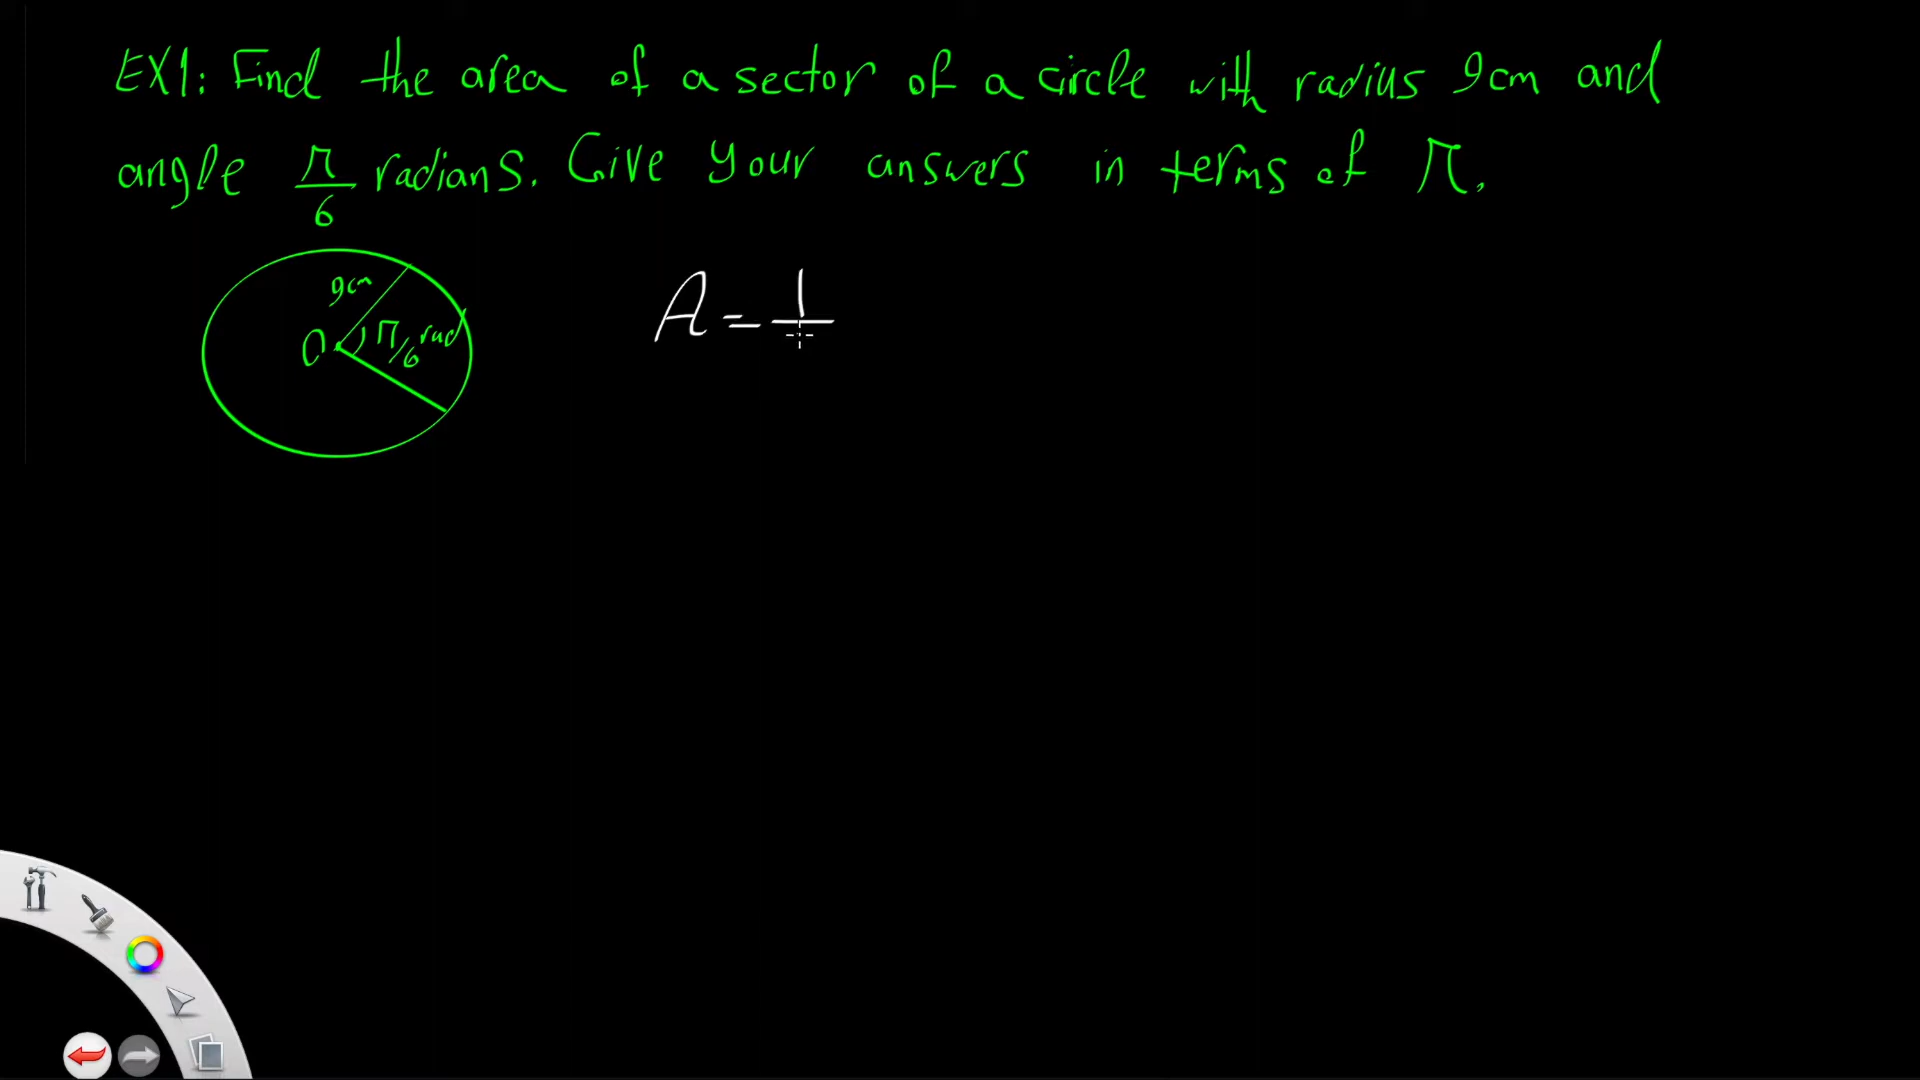 EX1: Find the area of a sector of a circle with radius 9cm and
angle π/6 radians. Give your answers in terms of π.
9cm
O π/6 rad
A = 1